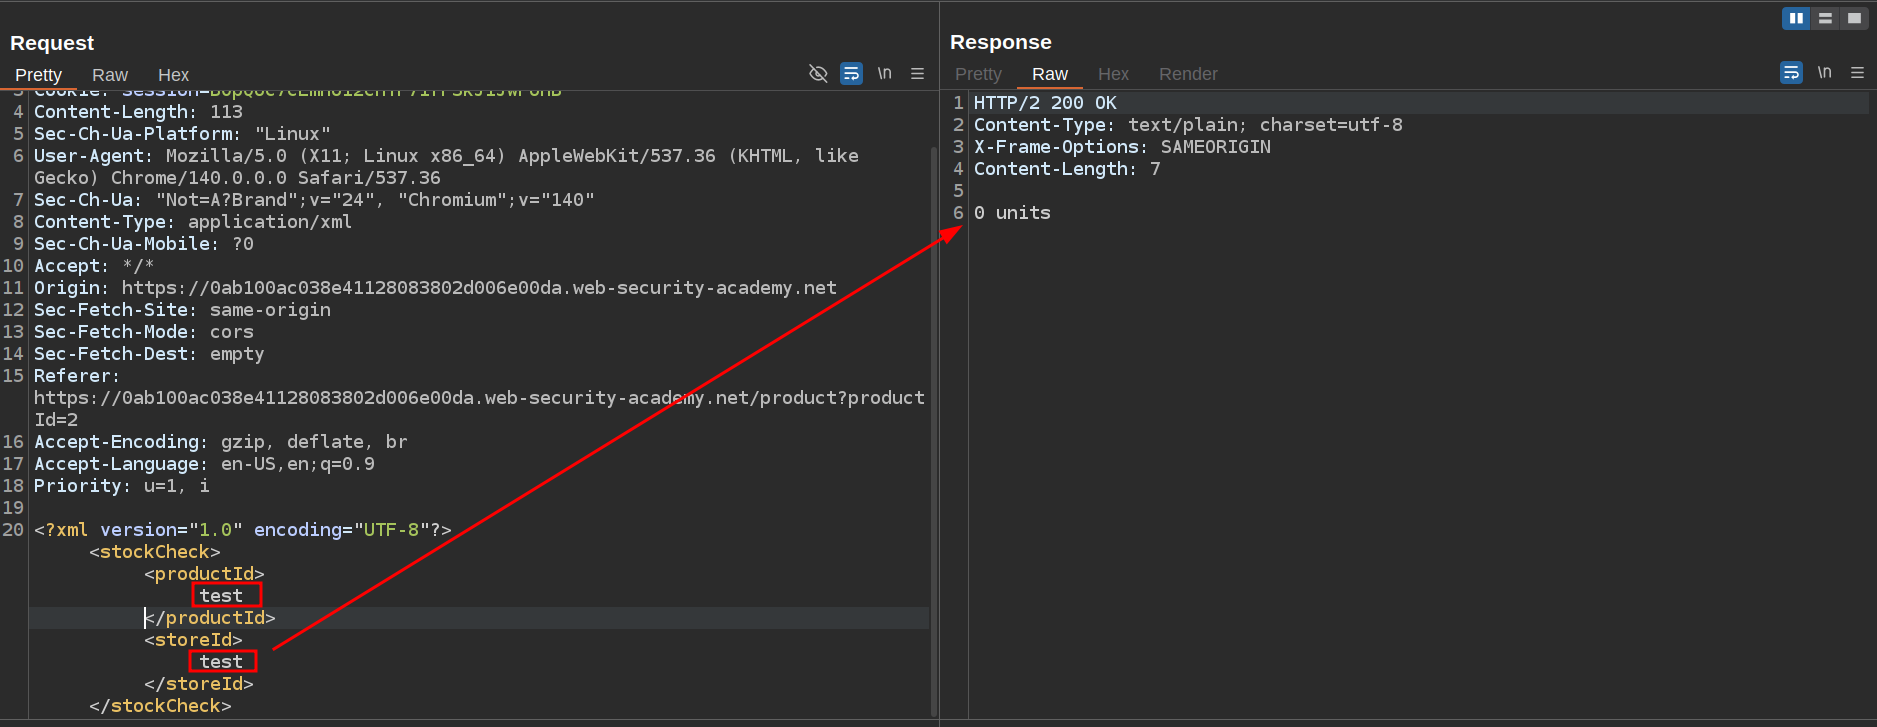 Request
Pretty Raw Hex
\n
4 Content-Length: 113
5 Sec-Ch-Ua-Platform: "Linux"
6 User-Agent: Mozilla/5.0 (X11; Linux x86_64) AppleWebKit/537.36 (KHTML, like
Gecko) Chrome/140.0.0.0 Safari/537.36
7 Sec-Ch-Ua: "Not=A?Brand";v="24", "Chromium";v="140"
8 Content-Type: application/xml
9 Sec-Ch-Ua-Mobile: ?0
10 Accept: */*
11 Origin: https://0ab100ac038e41128083802d006e00da.web-security-academy.net
12 Sec-Fetch-Site: same-origin
13 Sec-Fetch-Mode: cors
14 Sec-Fetch-Dest: empty
15 Referer:
https://0ab100ac038e41128083802d006e00da.web-security-academy.net/product?product
Id=2
16 Accept-Encoding: gzip, deflate, br
17 Accept-Language: en-US,en;q=0.9
18 Priority: u=1, i
19
20 <?xml version="1.0" encoding="UTF-8"?>
<stockCheck>
<productId>
test
</productId>
<storeId>
test
</storeId>
</stockCheck>
Response
Pretty Raw Hex Render
\n
1 HTTP/2 200 OK
2 Content-Type: text/plain; charset=utf-8
3 X-Frame-Options: SAMEORIGIN
4 Content-Length: 7
5
6 0 units